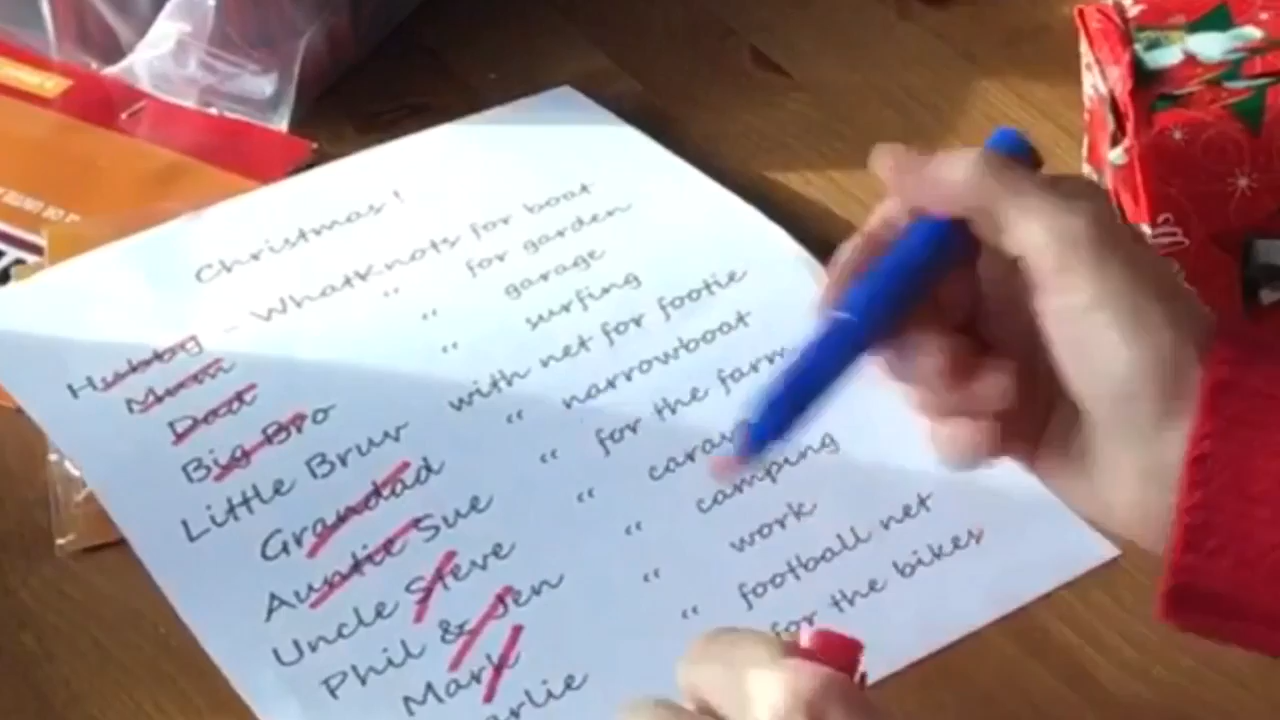 Christmas!
Hubby - WhatKnots for boat
Mum " for garden
Dad " garage
Big Bro " surfing
Little Bruv with net for footie
Grandad " narrowboat
Auntie Sue " for the farm
Uncle Steve "
Phil & Jen " camping
Mark " work
" football net
for the bikes